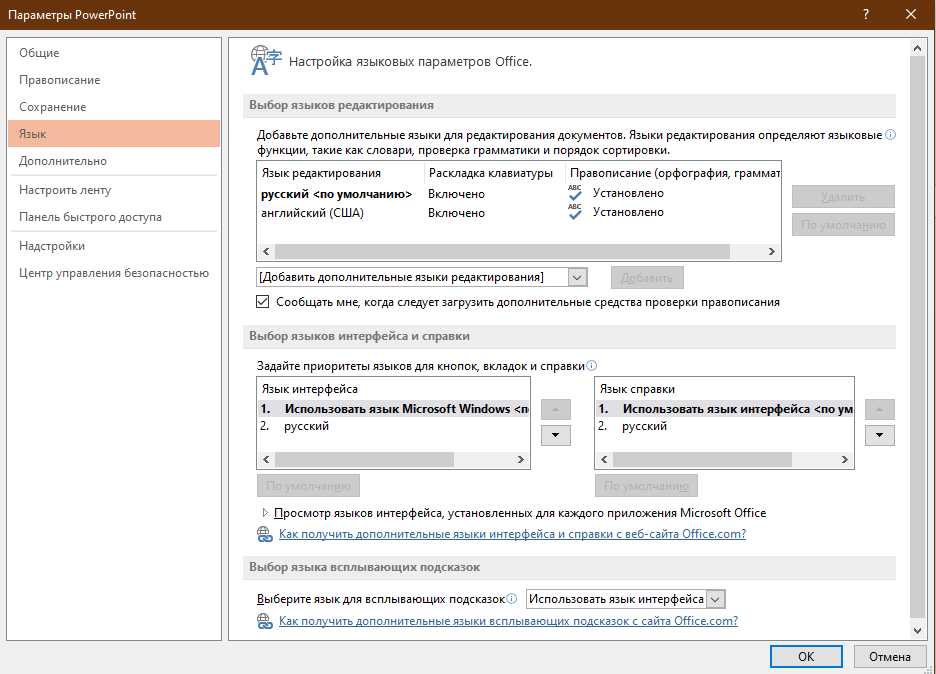 Параметры PowerPoint
?
Общие
Правописание
Сохранение
Язык
Дополнительно
Настроить ленту
Панель быстрого доступа
Надстройки
Центр управления безопасностью
A字 Настройка языковых параметров Office.
Выбор языков редактирования
Добавьте дополнительные языки для редактирования документов. Языки редактирования определяют языковые
функции, такие как словари, проверка грамматики и порядок сортировки.
Язык редактирования Раскладка клавиатуры Правописание (орфография, граммат
русский <по умолчанию> Включено ABC Установлено
английский (США) Включено ABC Установлено
Удалить
По умолчанию
[Добавить дополнительные языки редактирования] Добавить
Сообщать мне, когда следует загрузить дополнительные средства проверки правописания
Выбор языков интерфейса и справки
Задайте приоритеты языков для кнопок, вкладок и справки
Язык интерфейса
1. Использовать язык Microsoft Windows <п
2. русский
По умолчанию
Язык справки
1. Использовать язык интерфейса <по ум
2. русский
По умолчанию
Просмотр языков интерфейса, установленных для каждого приложения Microsoft Office
Как получить дополнительные языки интерфейса и справки с веб-сайта Office.com?
Выбор языка всплывающих подсказок
Выберите язык для всплывающих подсказок Использовать язык интерфейса
Как получить дополнительные языки всплывающих подсказок с сайта Office.com?
ОК Отмена